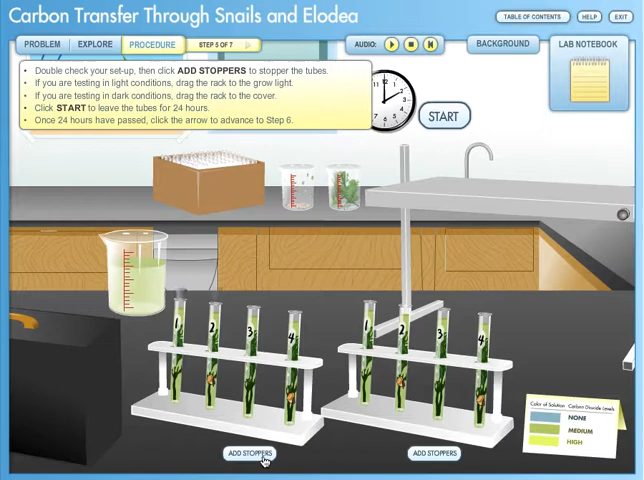 Carbon Transfer Through Snails and Elodea
TABLE OF CONTENTS
HELP
EXIT
PROBLEM
EXPLORE
PROCEDURE
STEP 5 OF 7
AUDIO:
BACKGROUND
LAB NOTEBOOK
• Double check your set-up, then click ADD STOPPERS to stopper the tubes.
• If you are testing in light conditions, drag the rack to the grow light.
• If you are testing in dark conditions, drag the rack to the cover.
• Click START to leave the tubes for 24 hours.
• Once 24 hours have passed, click the arrow to advance to Step 6.
START
1 2 3 4
1 2 3 4
Color of Solution Carbon Dioxide Levels
NONE
MEDIUM
HIGH
ADD STOPPERS
ADD STOPPERS